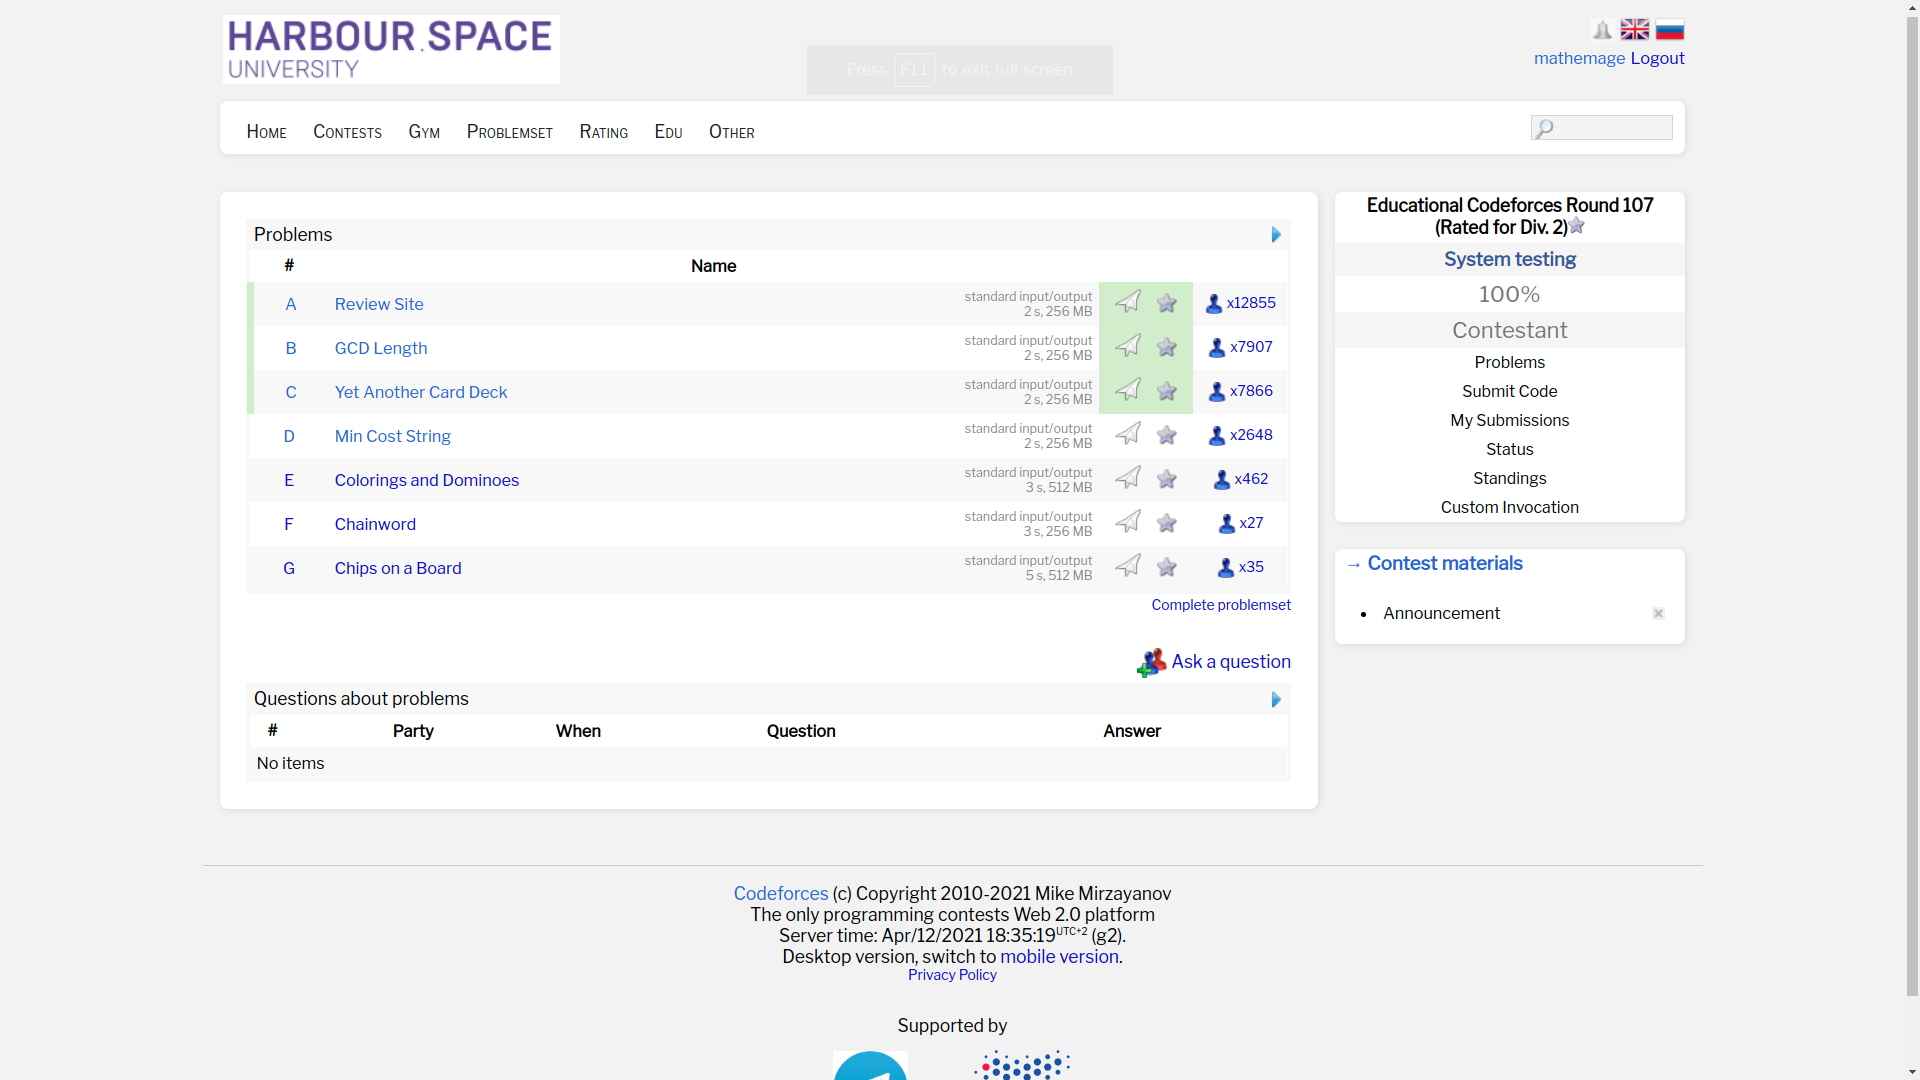 HARBOUR.SPACE
UNIVERSITY
Press F11 to exit full screen
mathemage Logout
Home Contests Gym Problemset Rating Edu Other
Problems
# Name
A Review Site standard input/output 2 s, 256 MB x12855
B GCD Length standard input/output 2 s, 256 MB x7907
C Yet Another Card Deck standard input/output 2 s, 256 MB x7866
D Min Cost String standard input/output 2 s, 256 MB x2648
E Colorings and Dominoes standard input/output 3 s, 512 MB x462
F Chainword standard input/output 3 s, 256 MB x27
G Chips on a Board standard input/output 5 s, 512 MB x35
Complete problemset
Ask a question
Questions about problems
# Party When Question Answer
No items
Educational Codeforces Round 107
(Rated for Div. 2)
System testing
100%
Contestant
Problems
Submit Code
My Submissions
Status
Standings
Custom Invocation
→ Contest materials
• Announcement
Codeforces (c) Copyright 2010-2021 Mike Mirzayanov
The only programming contests Web 2.0 platform
Server time: Apr/12/2021 18:35:19 UTC+2 (g2).
Desktop version, switch to mobile version.
Privacy Policy
Supported by